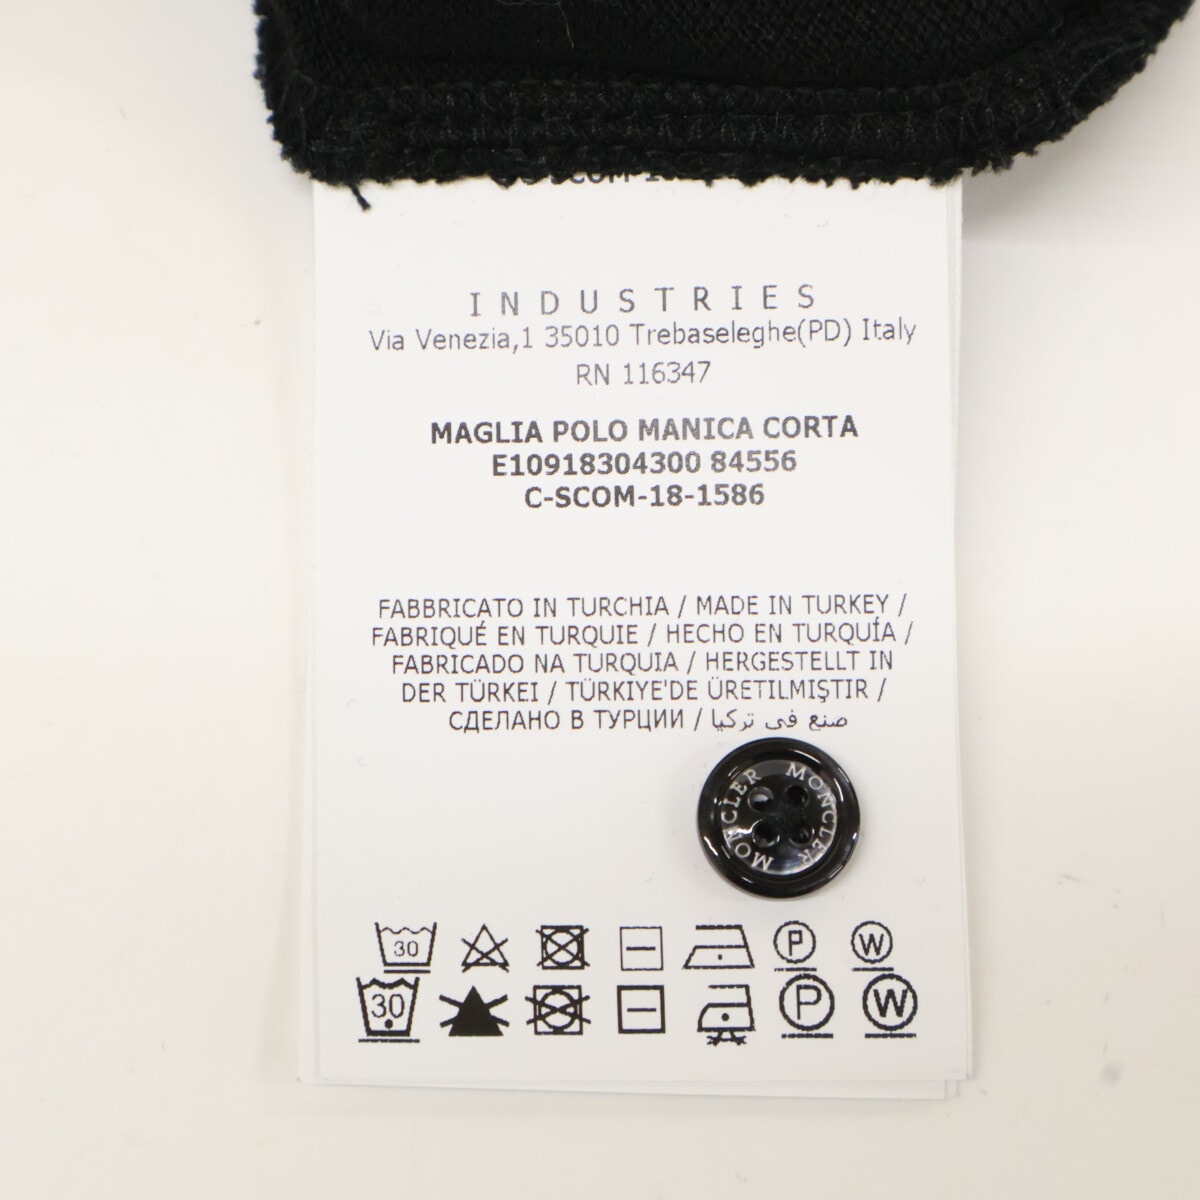 I N D U S T R I E S
Via Venezia,1 35010 Trebaseleghe(PD) Italy
RN 116347
MAGLIA POLO MANICA CORTA
E10918304300 84556
C-SCOM-18-1586
FABBRICATO IN TURCHIA / MADE IN TURKEY /
FABRIQUÉ EN TURQUIE / HECHO EN TURQUÍA /
FABRICADO NA TURQUIA / HERGESTELLT IN
DER TÜRKEI / TÜRKIYE'DE ÜRETILMIŞTIR /
СДЕЛАНО В ТУРЦИИ / صنع فى تركيا
MONCLER MONCLER
30 P W
30 P W